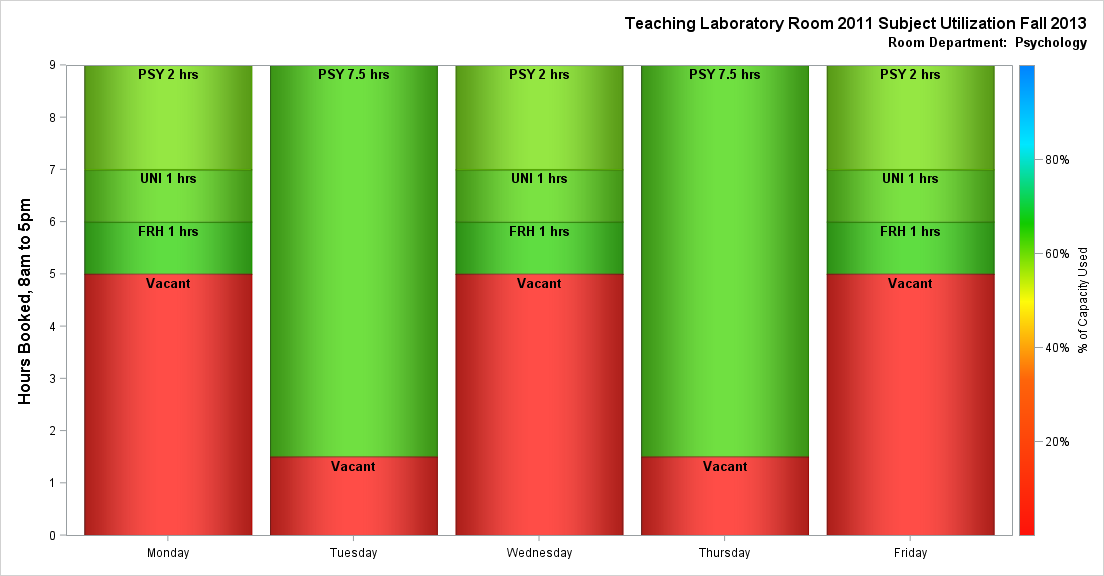 Teaching Laboratory Room 2011 Subject Utilization Fall 2013
Room Department: Psychology
Hours Booked, 8am to 5pm
9
8
7
6
5
4
3
2
1
0
PSY 2 hrs
UNI 1 hrs
FRH 1 hrs
Vacant
PSY 7.5 hrs
Vacant
PSY 2 hrs
UNI 1 hrs
FRH 1 hrs
Vacant
PSY 7.5 hrs
Vacant
PSY 2 hrs
UNI 1 hrs
FRH 1 hrs
Vacant
Monday
Tuesday
Wednesday
Thursday
Friday
80%
60%
40%
20%
% of Capacity Used